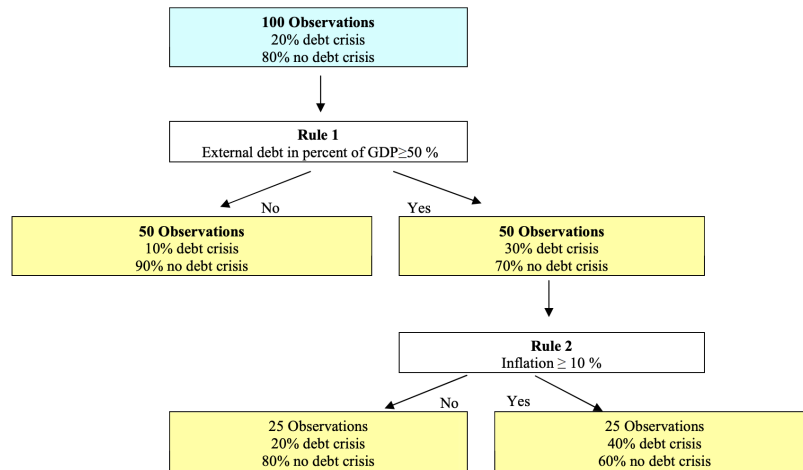 100 Observations
20% debt crisis
80% no debt crisis
Rule 1
External debt in percent of GDP≥50 %
No
Yes
50 Observations
10% debt crisis
90% no debt crisis
50 Observations
30% debt crisis
70% no debt crisis
Rule 2
Inflation ≥ 10 %
No
Yes
25 Observations
20% debt crisis
80% no debt crisis
25 Observations
40% debt crisis
60% no debt crisis